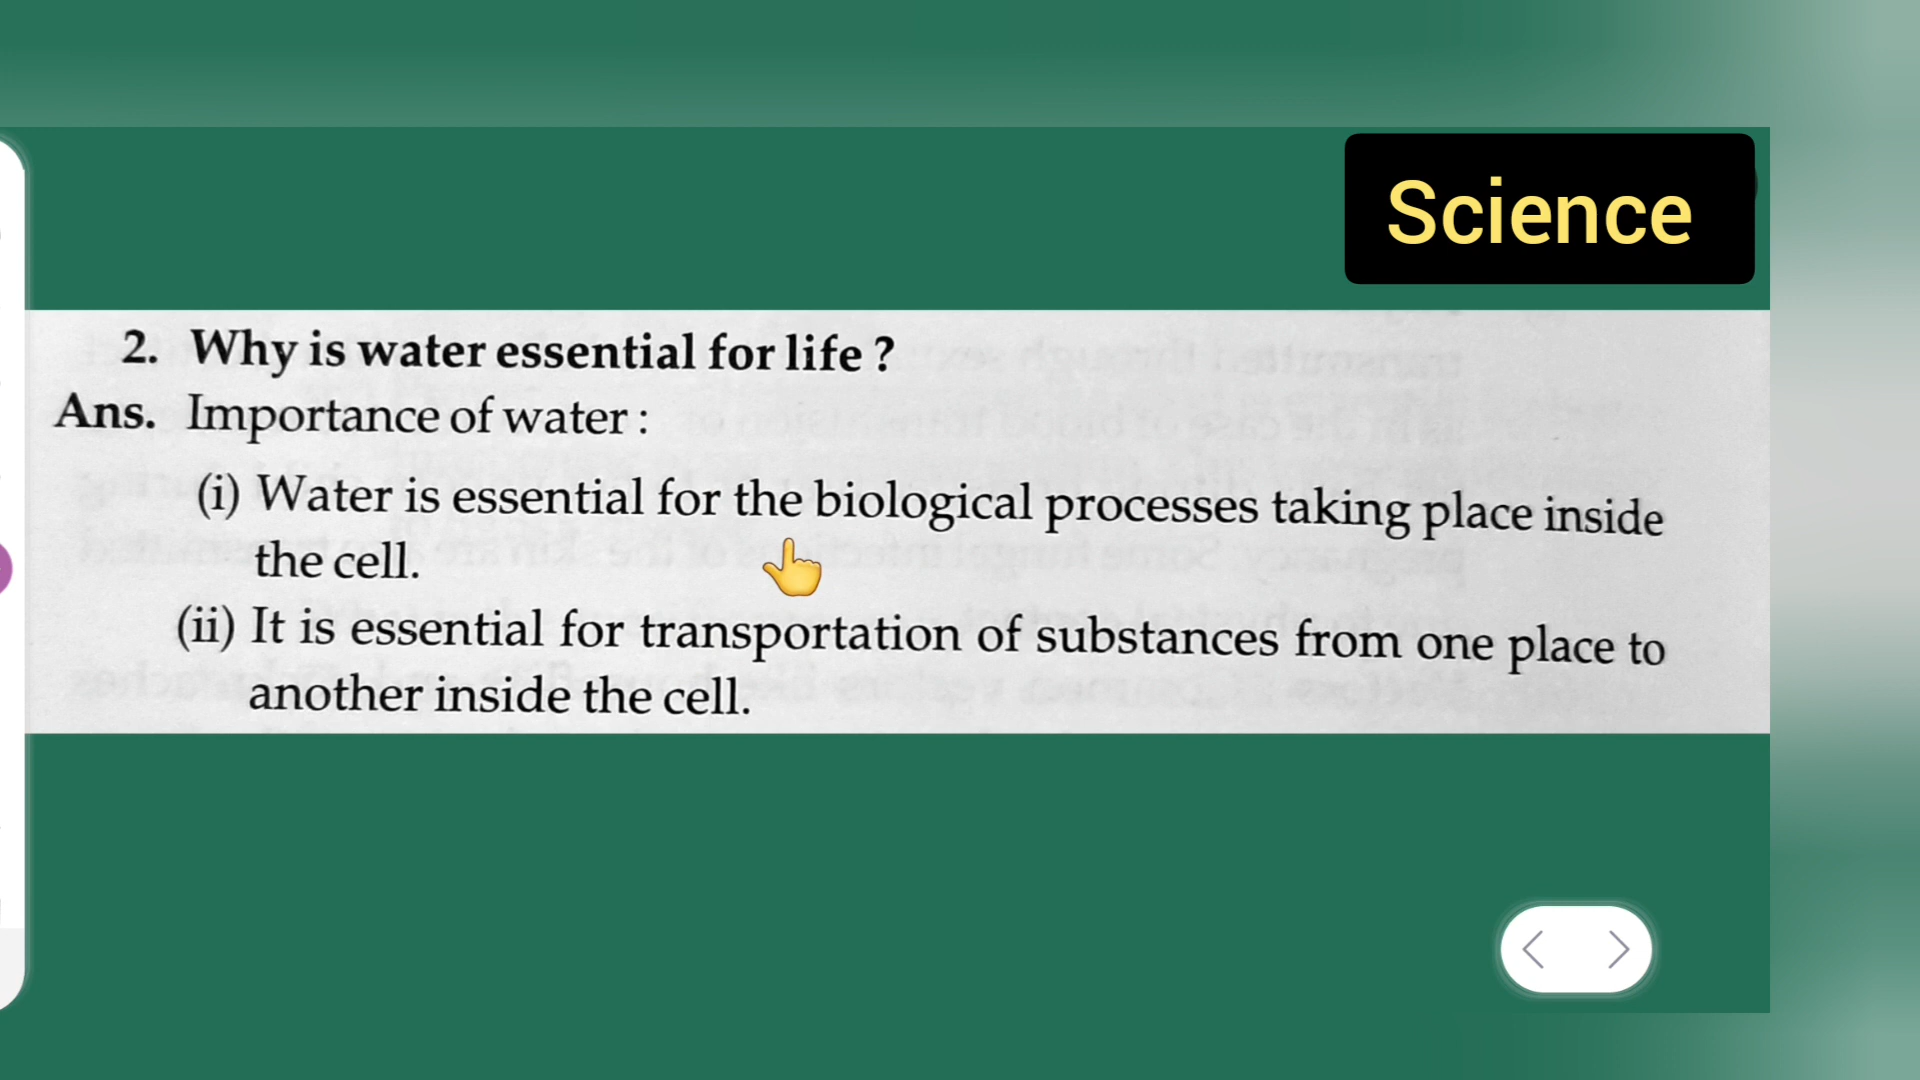 Science
2. Why is water essential for life ?
Ans. Importance of water :
(i) Water is essential for the biological processes taking place inside
the cell.
(ii) It is essential for transportation of substances from one place to
another inside the cell.